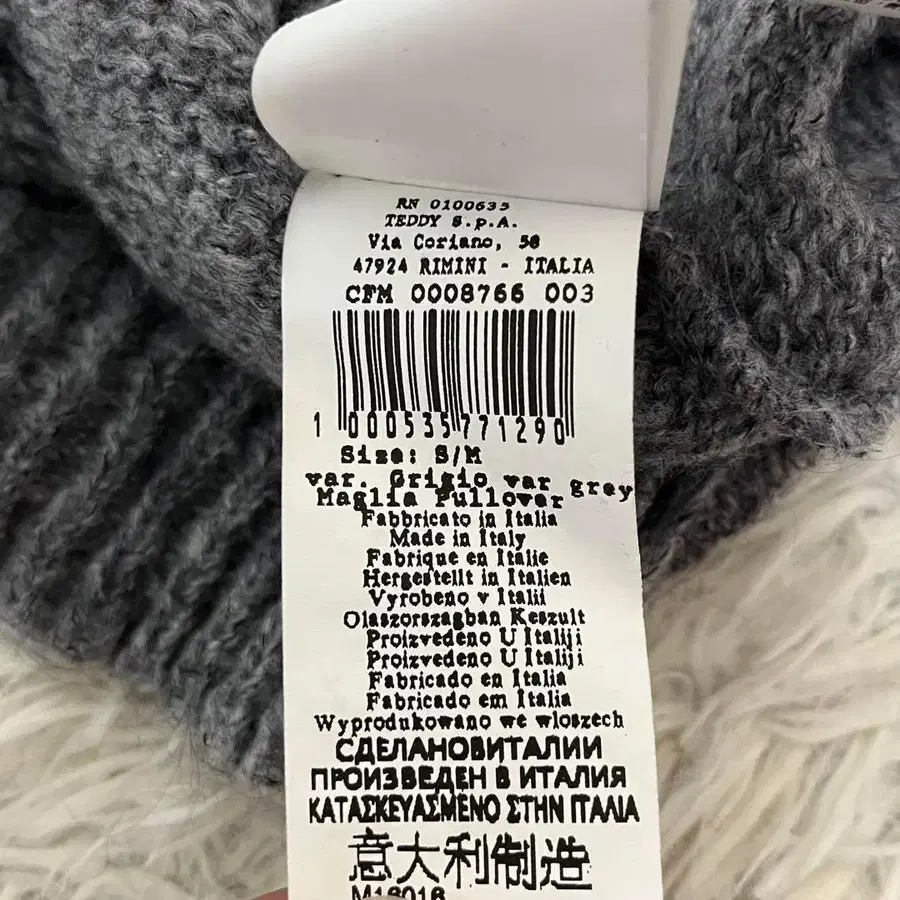 RN 0100635
TEDDY S.p.A.
Via Coriano, 58
47924 RIMINI - ITALIA
CFM 0008766 003
1 000535 771290
Size: S/M
var. Grigio var grey
Maglia Pullover
Fabbricato in Italia
Made in Italy
Fabrique en Italie
Hergestellt in Italien
Vyrobeno v Italii
Olaszorszagban Keszult
Proizvedeno U Italiji
Proizvedeno U Italiji
Fabricado en Italia
Fabricado em Italia
Wyprodukowano we wloszech
СДЕЛАНОВИТАЛИИ
ПРОИЗВЕДЕН В ИТАЛИЯ
ΚΑΤΑΣΚΕΥΑΣΜΕΝΟ ΣΤΗΝ ΙΤΑΛΙΑ
意大利制造
M16016